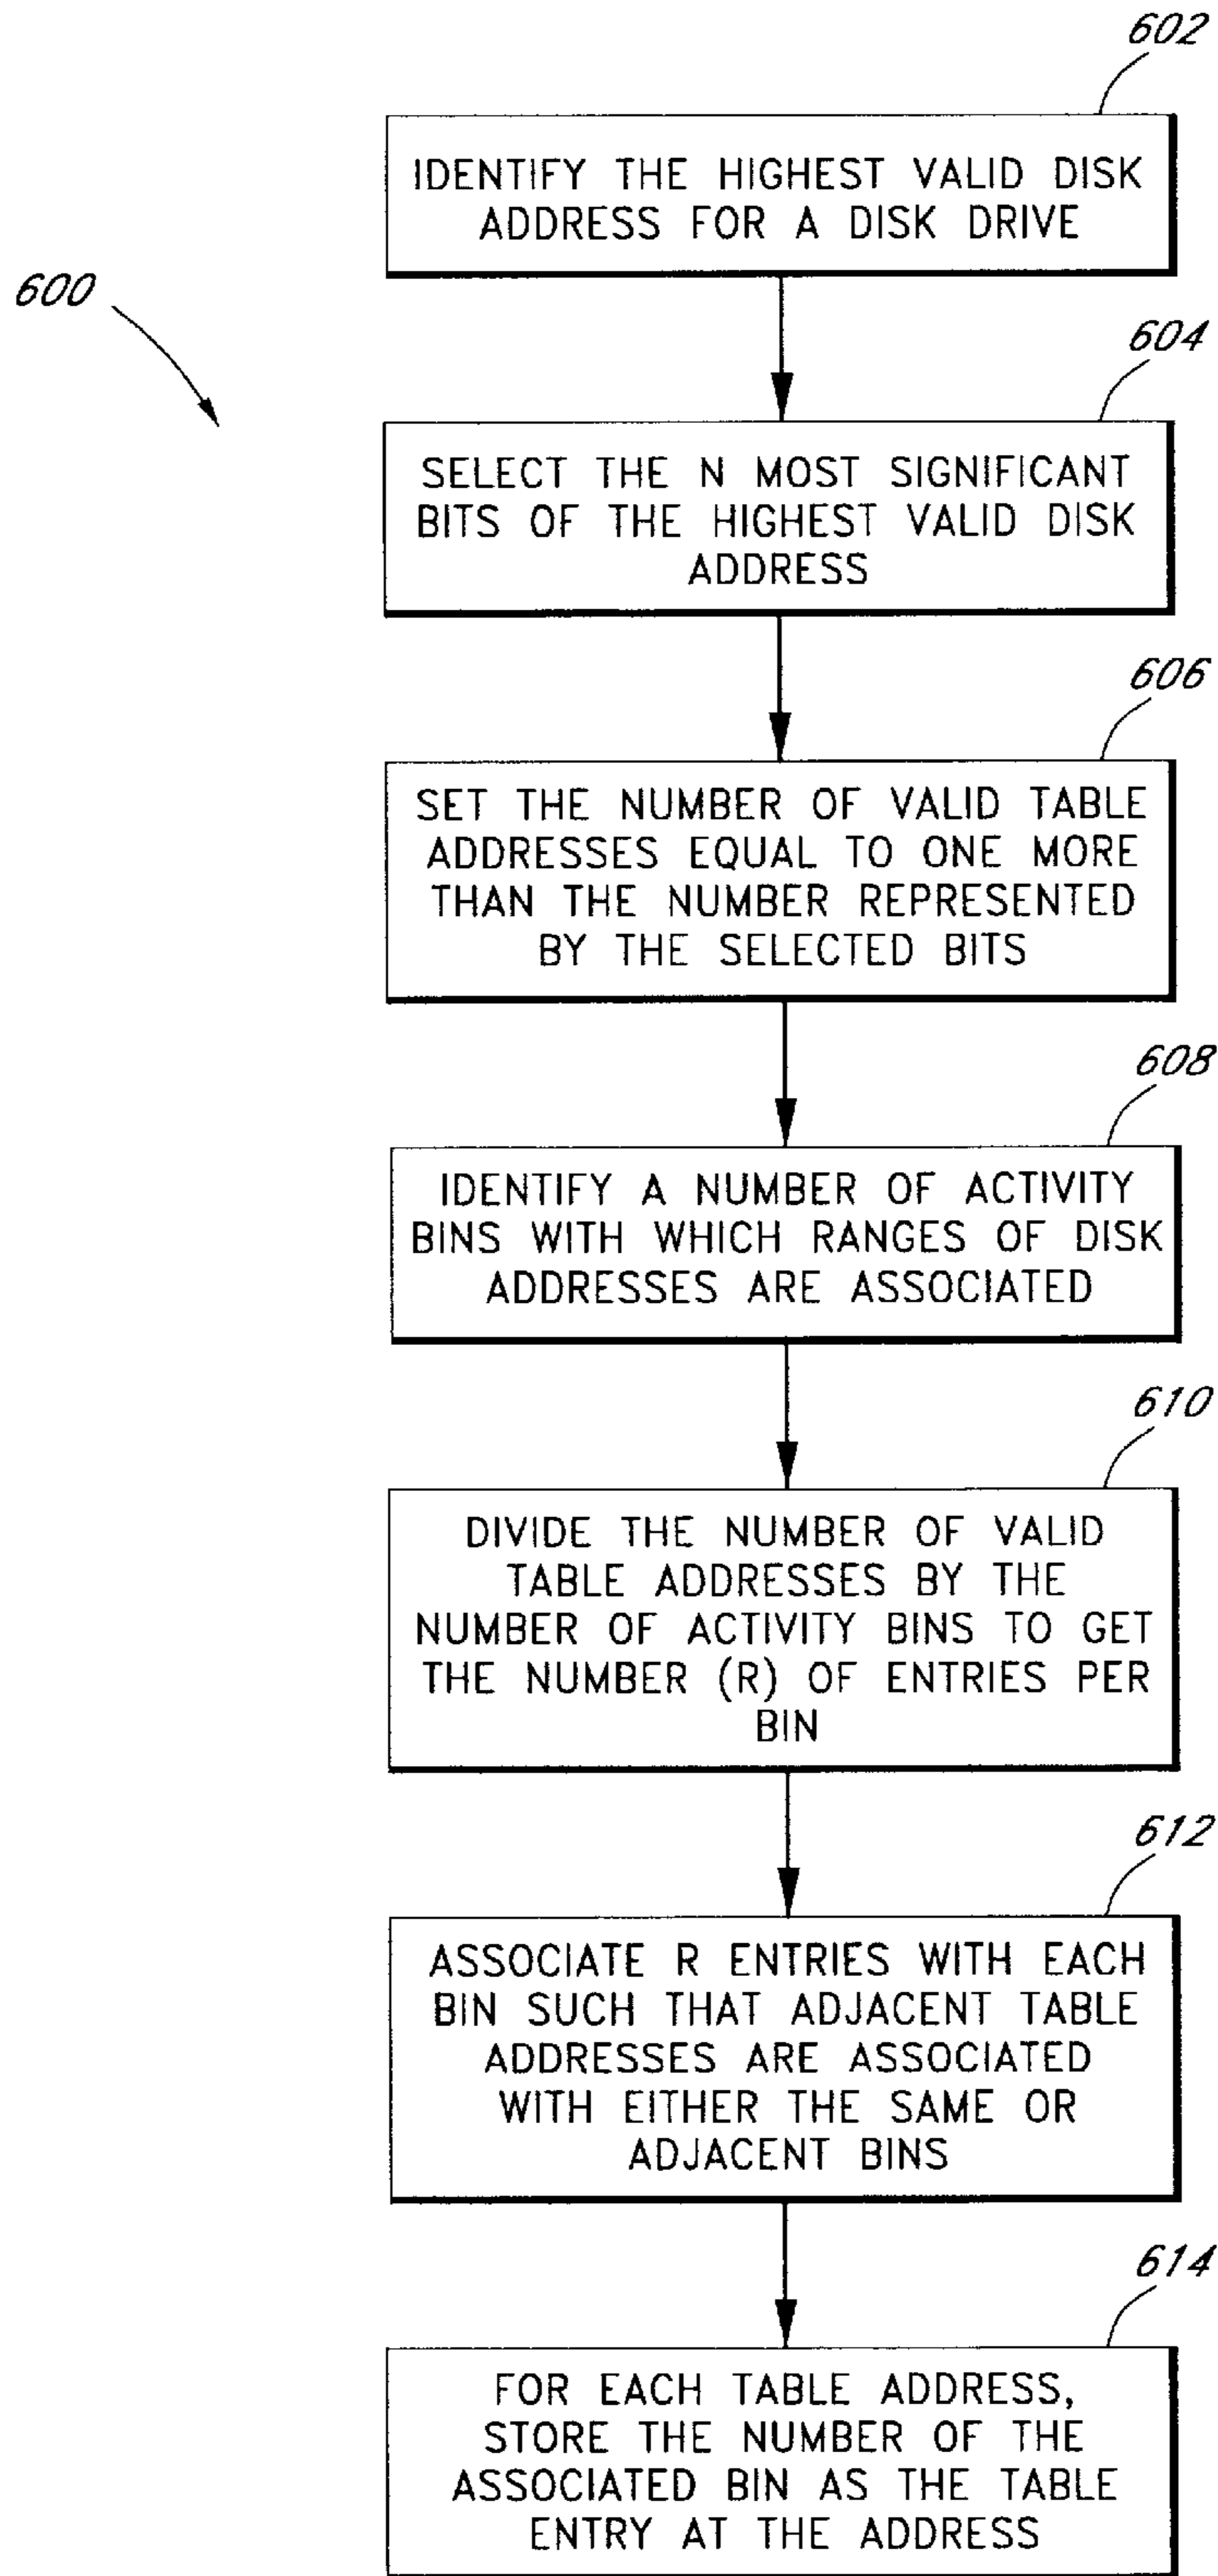 602
IDENTIFY THE HIGHEST VALID DISK
ADDRESS FOR A DISK DRIVE
600
604
SELECT THE N MOST SIGNIFICANT
BITS OF THE HIGHEST VALID DISK
ADDRESS
606
SET THE NUMBER OF VALID TABLE
ADDRESSES EQUAL TO ONE MORE
THAN THE NUMBER REPRESENTED
BY THE SELECTED BITS
608
IDENTIFY A NUMBER OF ACTIVITY
BINS WITH WHICH RANGES OF DISK
ADDRESSES ARE ASSOCIATED
610
DIVIDE THE NUMBER OF VALID
TABLE ADDRESSES BY THE
NUMBER OF ACTIVITY BINS TO GET
THE NUMBER (R) OF ENTRIES PER
BIN
612
ASSOCIATE R ENTRIES WITH EACH
BIN SUCH THAT ADJACENT TABLE
ADDRESSES ARE ASSOCIATED
WITH EITHER THE SAME OR
ADJACENT BINS
614
FOR EACH TABLE ADDRESS,
STORE THE NUMBER OF THE
ASSOCIATED BIN AS THE TABLE
ENTRY AT THE ADDRESS